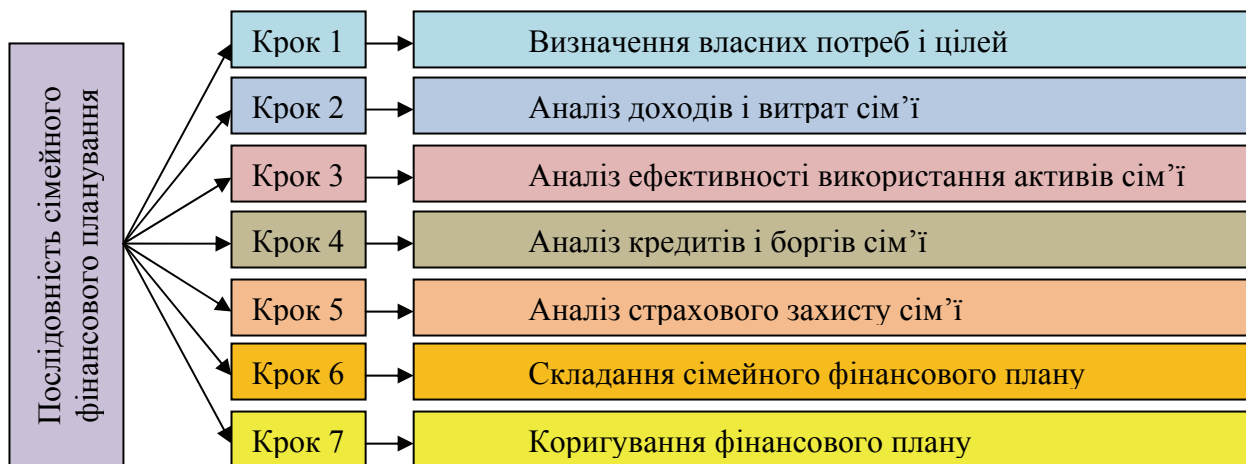 Послідовність сімейного
фінансового планування
Крок 1
Визначення власних потреб і цілей
Крок 2
Аналіз доходів і витрат сім’ї
Крок 3
Аналіз ефективності використання активів сім’ї
Крок 4
Аналіз кредитів і боргів сім’ї
Крок 5
Аналіз страхового захисту сім’ї
Крок 6
Складання сімейного фінансового плану
Крок 7
Коригування фінансового плану